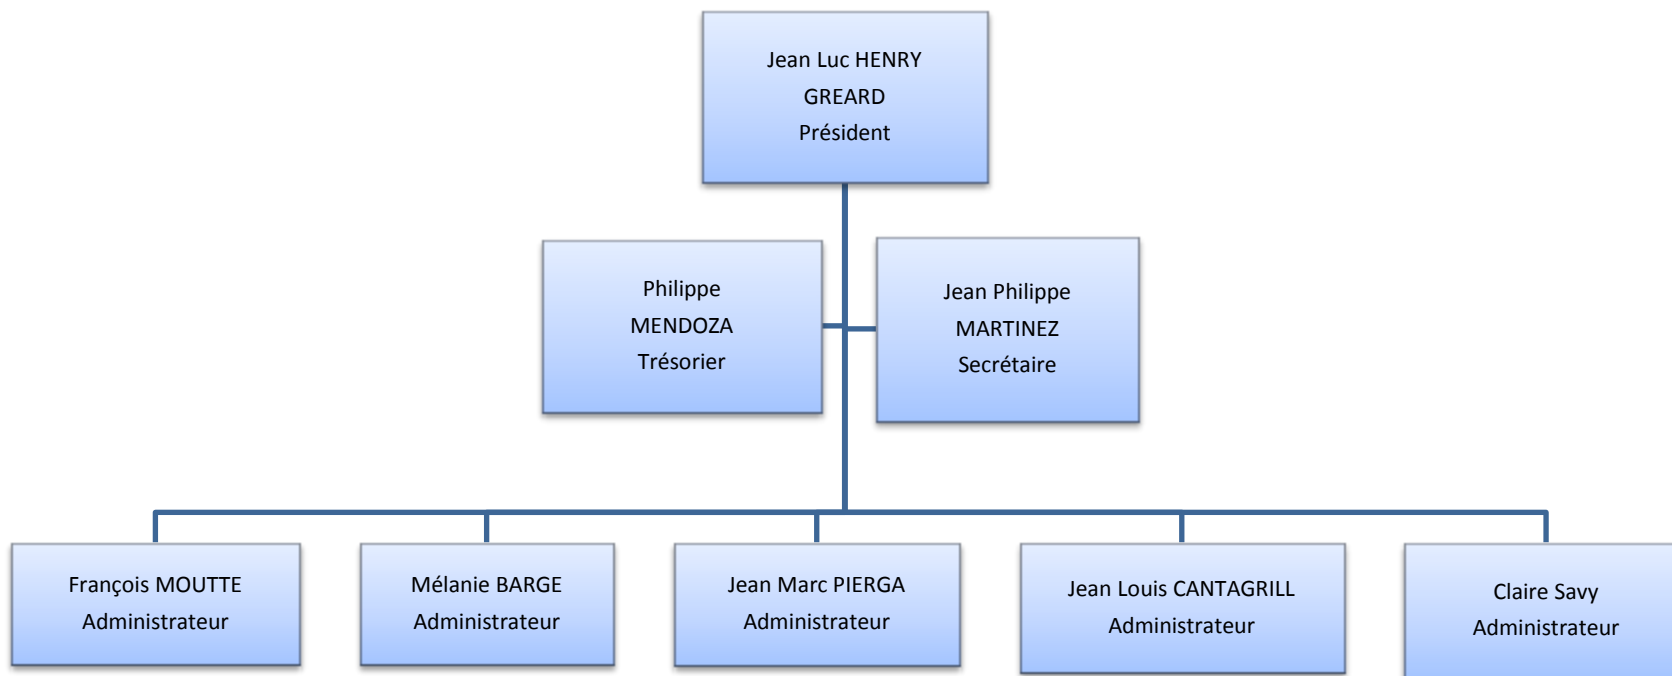 Jean Luc HENRY
GREARD
Président
Philippe
MENDOZA
Trésorier
Jean Philippe
MARTINEZ
Secrétaire
François MOUTTE
Administrateur
Mélanie BARGE
Administrateur
Jean Marc PIERGA
Administrateur
Jean Louis CANTAGRILL
Administrateur
Claire Savy
Administrateur